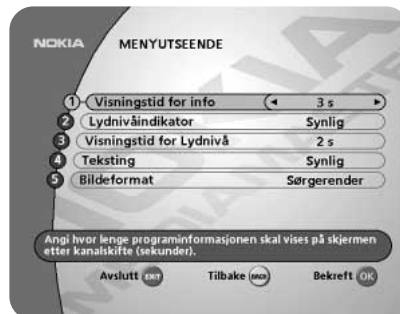 NOKIA MENYUTSEENDE
1 Visningstid for info 3 s
2 Lydnivåindikator Synlig
3 Visningstid for Lydnivå 2 s
4 Teksting Synlig
5 Bildeformat Sørgerender
Angi hvor lenge programinformasjonen skal vises på skjermen
etter kanalskifte (sekunder).
Avslutt EXIT Tilbake BACK Bekreft OK